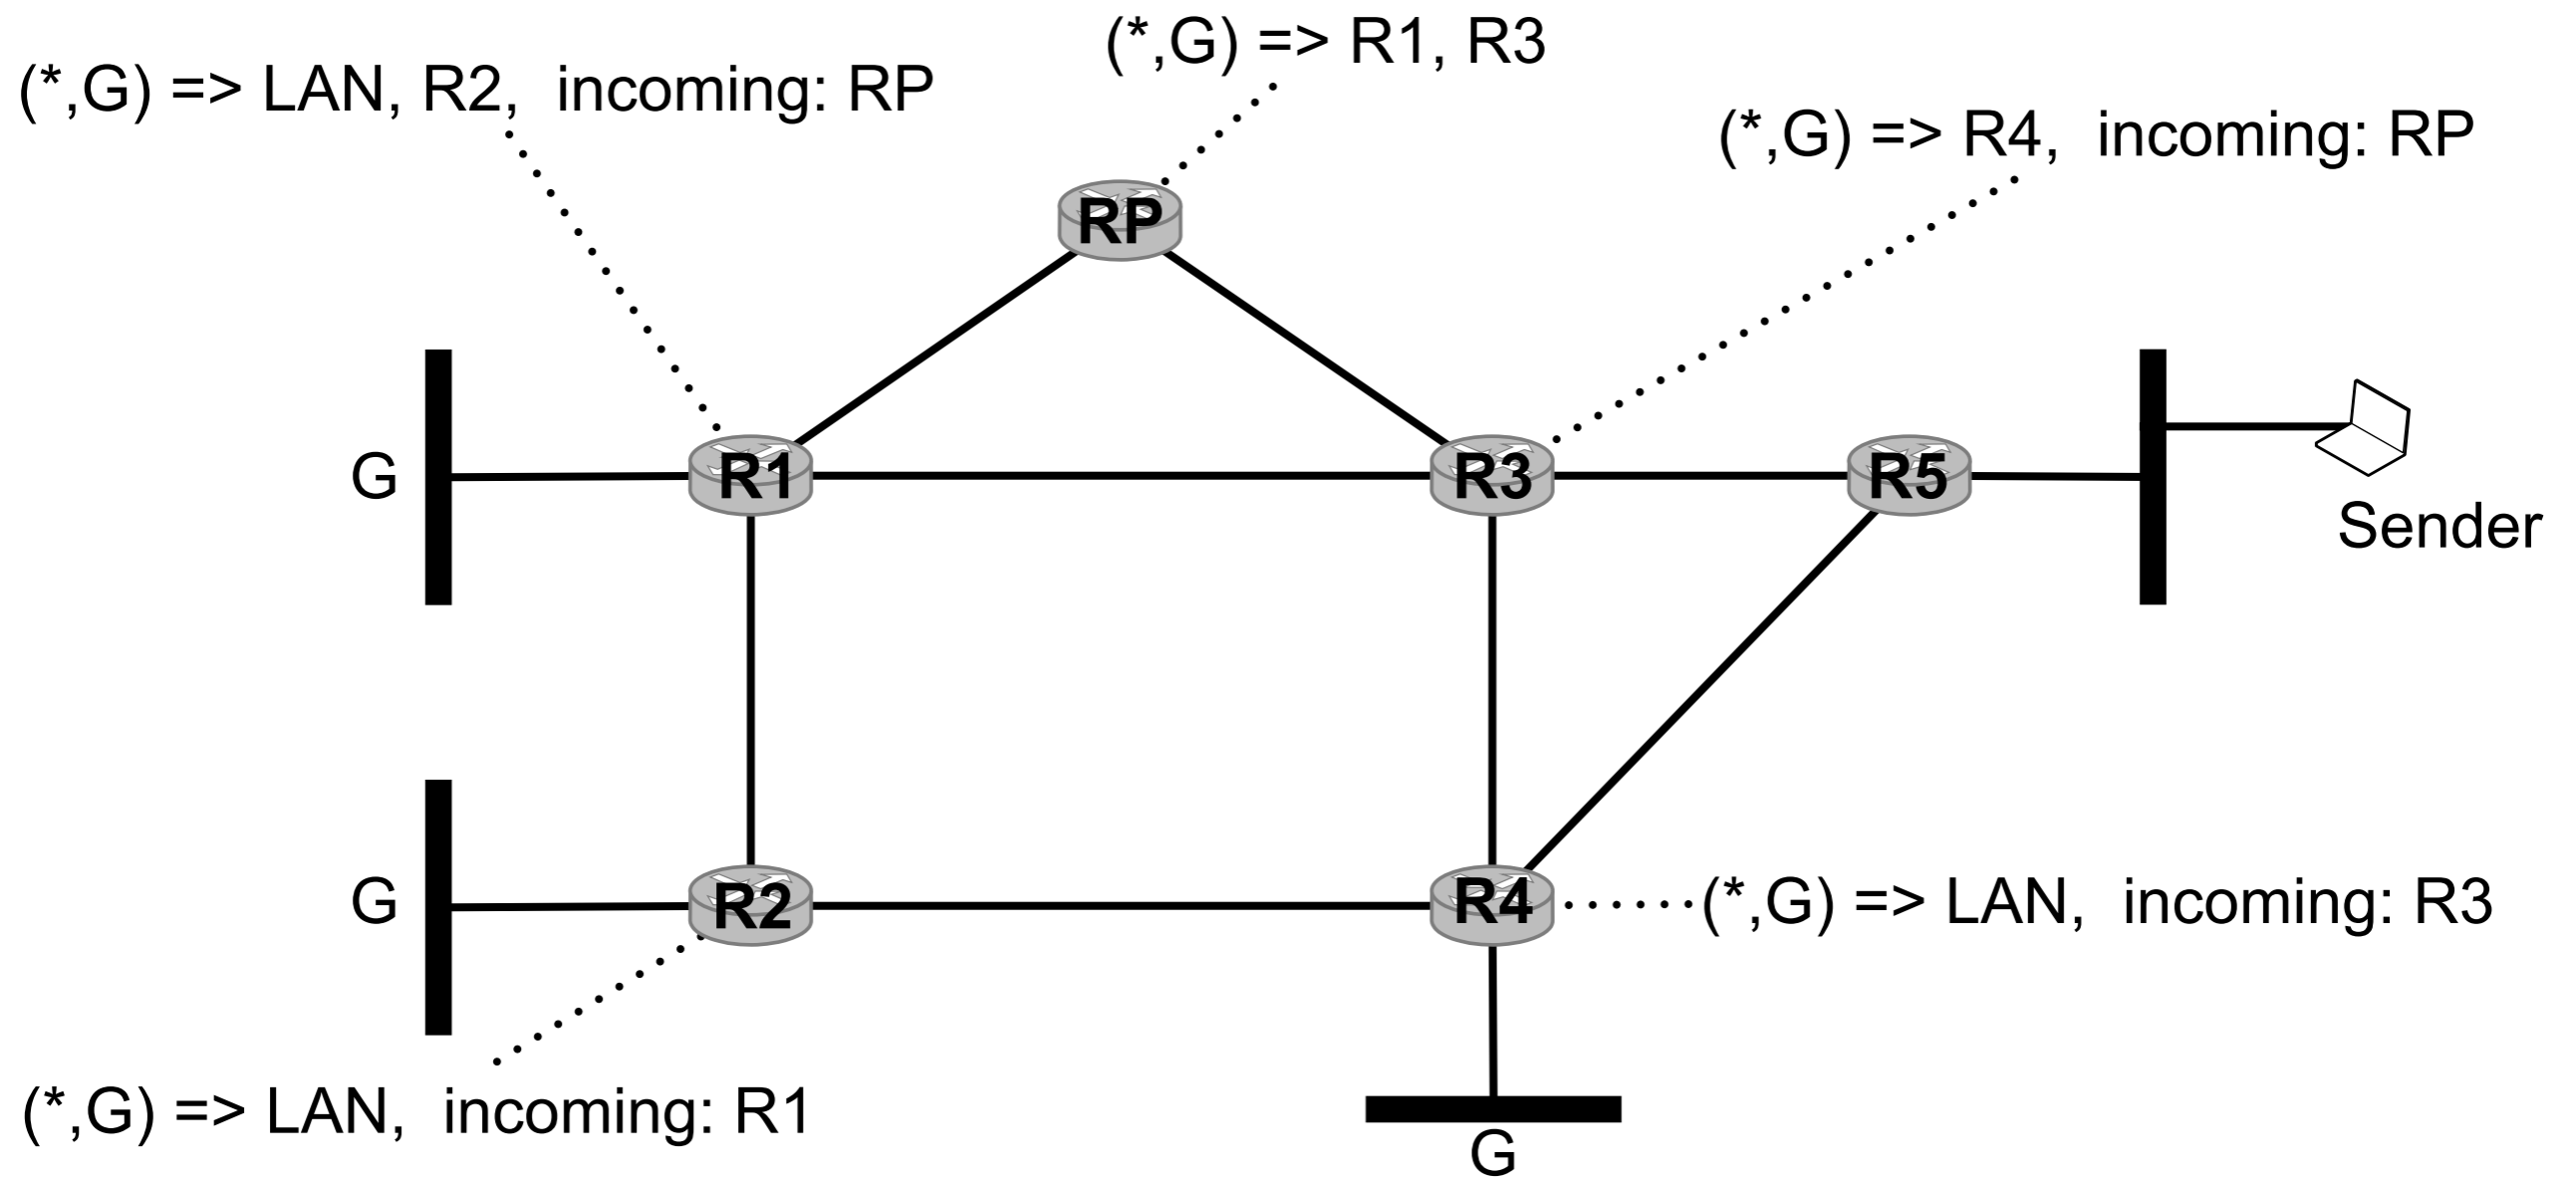 (*,G) => R1, R3
(*,G) => LAN, R2, incoming: RP
(*,G) => R4, incoming: RP
RP
G
R1
R3
R5
Sender
G
R2
R4
(*,G) => LAN, incoming: R3
(*,G) => LAN, incoming: R1
G